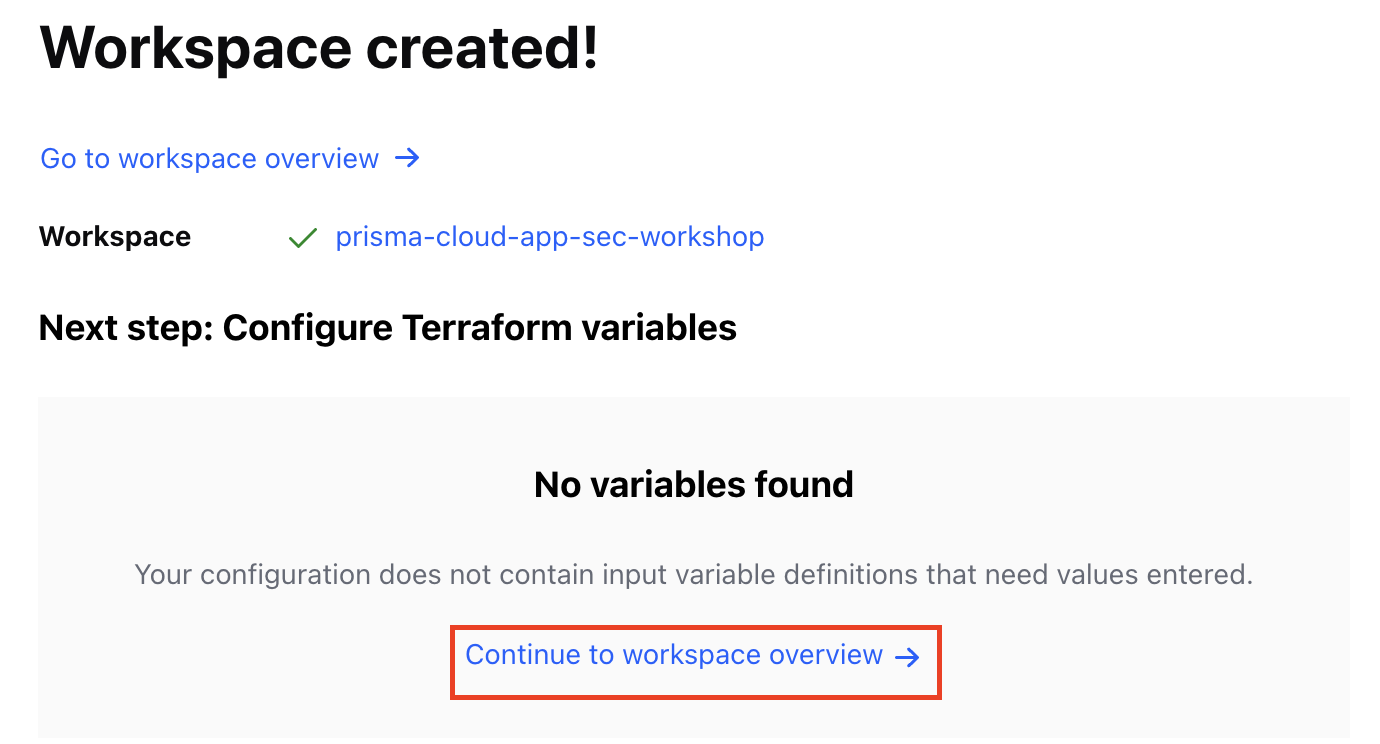 Workspace created!
Go to workspace overview →
Workspace ✓ prisma-cloud-app-sec-workshop
Next step: Configure Terraform variables
No variables found
Your configuration does not contain input variable definitions that need values entered.
Continue to workspace overview →